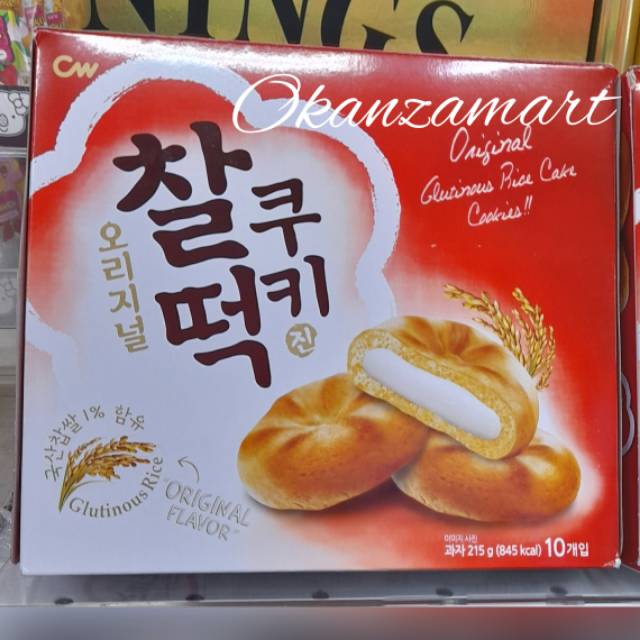 NINGS
CW
Okanzamart
Original
Glutinous Rice Cake
Cookies!!
오리지널
찰떡
쿠키
진
국산찹쌀 1% 함유
Glutinous Rice
"ORIGINAL
FLAVOR"
이미지 사진
과자 215 g (845 kcal) 10개입